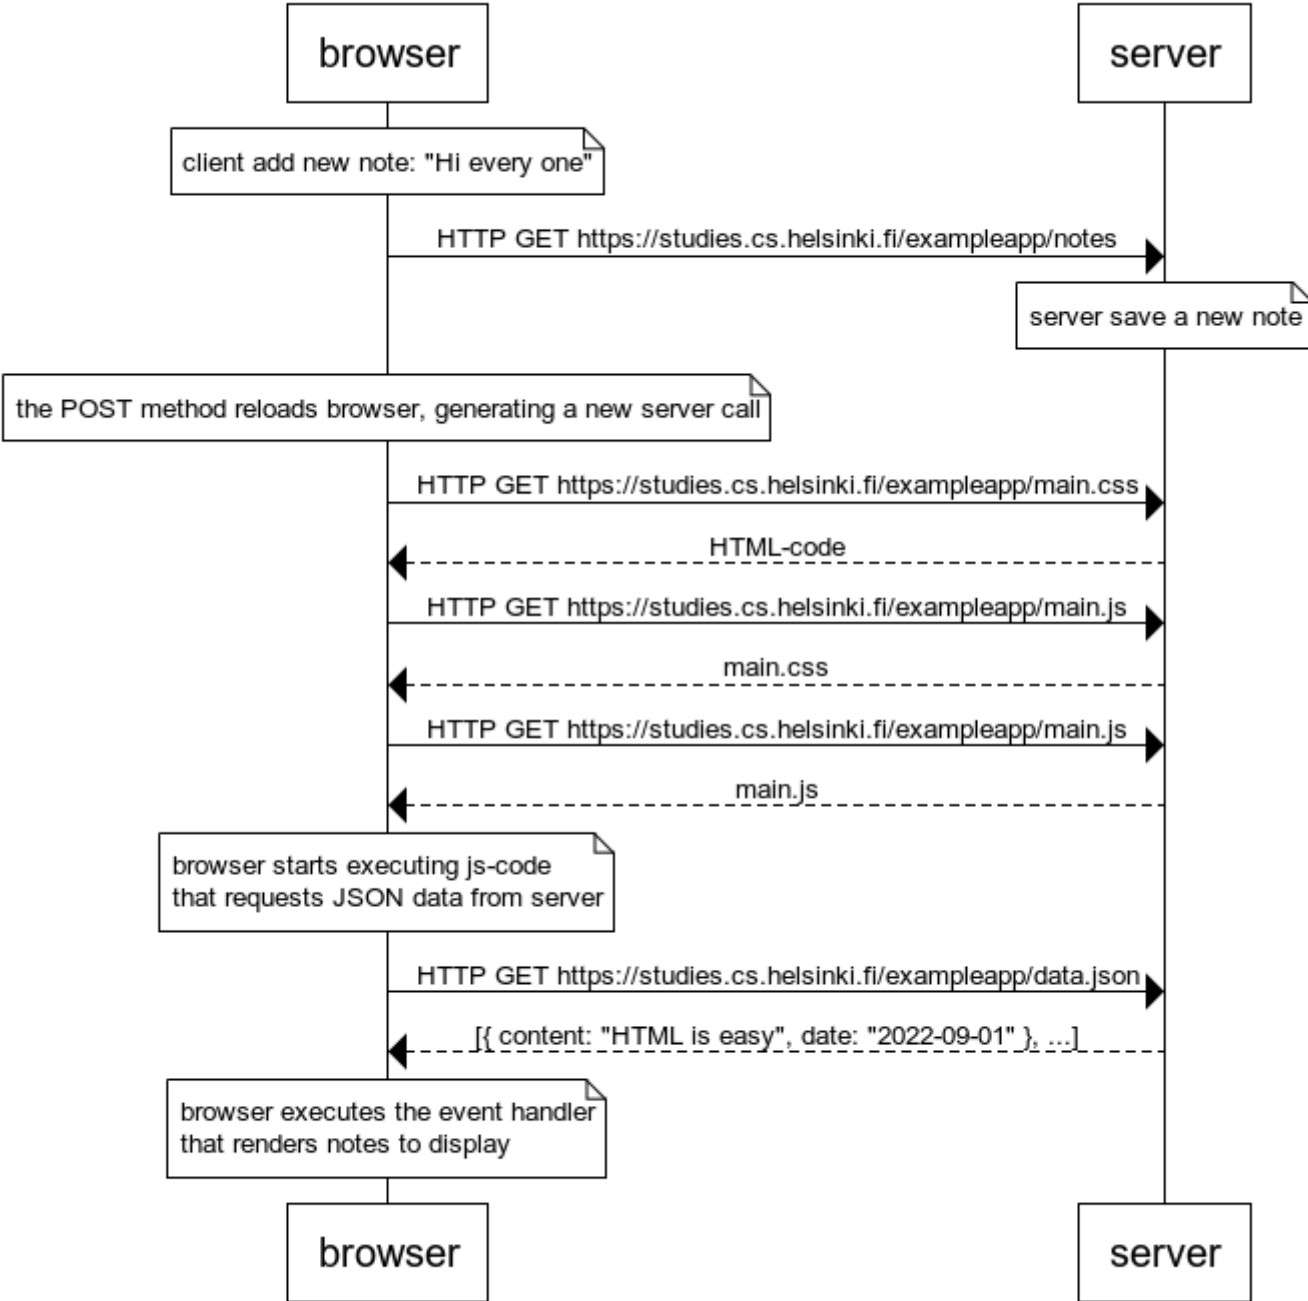 browser
server
client add new note: "Hi every one"
HTTP GET https://studies.cs.helsinki.fi/exampleapp/notes
server save a new note
the POST method reloads browser, generating a new server call
HTTP GET https://studies.cs.helsinki.fi/exampleapp/main.css
HTML-code
HTTP GET https://studies.cs.helsinki.fi/exampleapp/main.js
main.css
HTTP GET https://studies.cs.helsinki.fi/exampleapp/main.js
main.js
browser starts executing js-code
that requests JSON data from server
HTTP GET https://studies.cs.helsinki.fi/exampleapp/data.json
[{ content: "HTML is easy", date: "2022-09-01" }, ...]
browser executes the event handler
that renders notes to display
browser
server